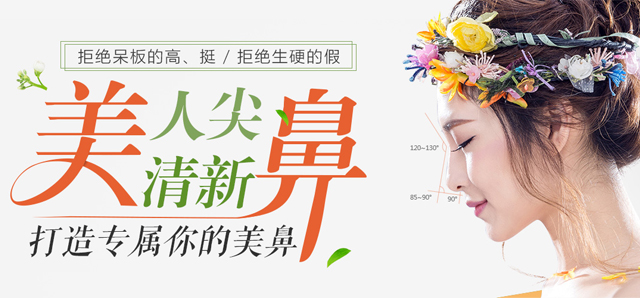 拒绝呆板的高、挺 / 拒绝生硬的假
美人尖鼻
清新
打造专属你的美鼻
120~130°
85~90°
90°